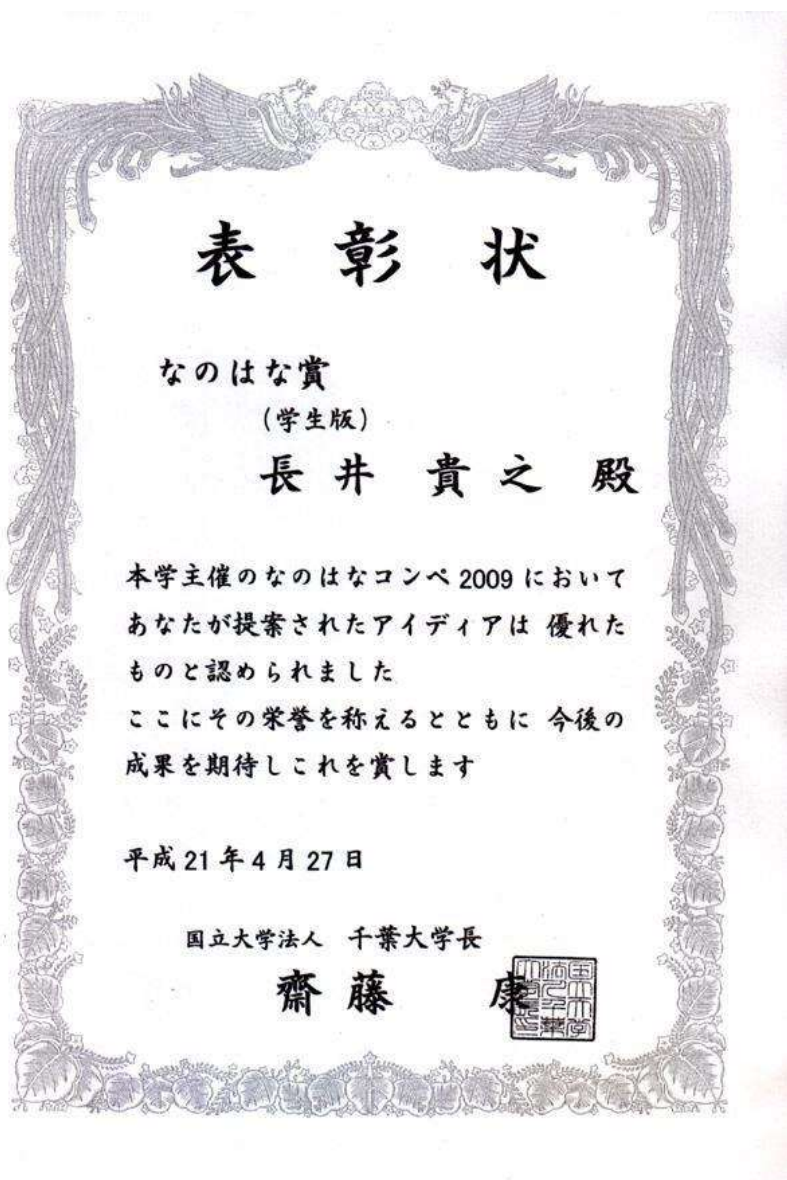 表彰状
なのはな賞
(学生版)
長井 貴之 殿
本学主催のなのはなコンペ2009において
あなたが提案されたアイディアは 優れた
ものと認められました
ここにその栄誉を称えるとともに 今後の
成果を期待しこれを賞します
平成21年4月27日
国立大学法人 千葉大学長
齋藤 康